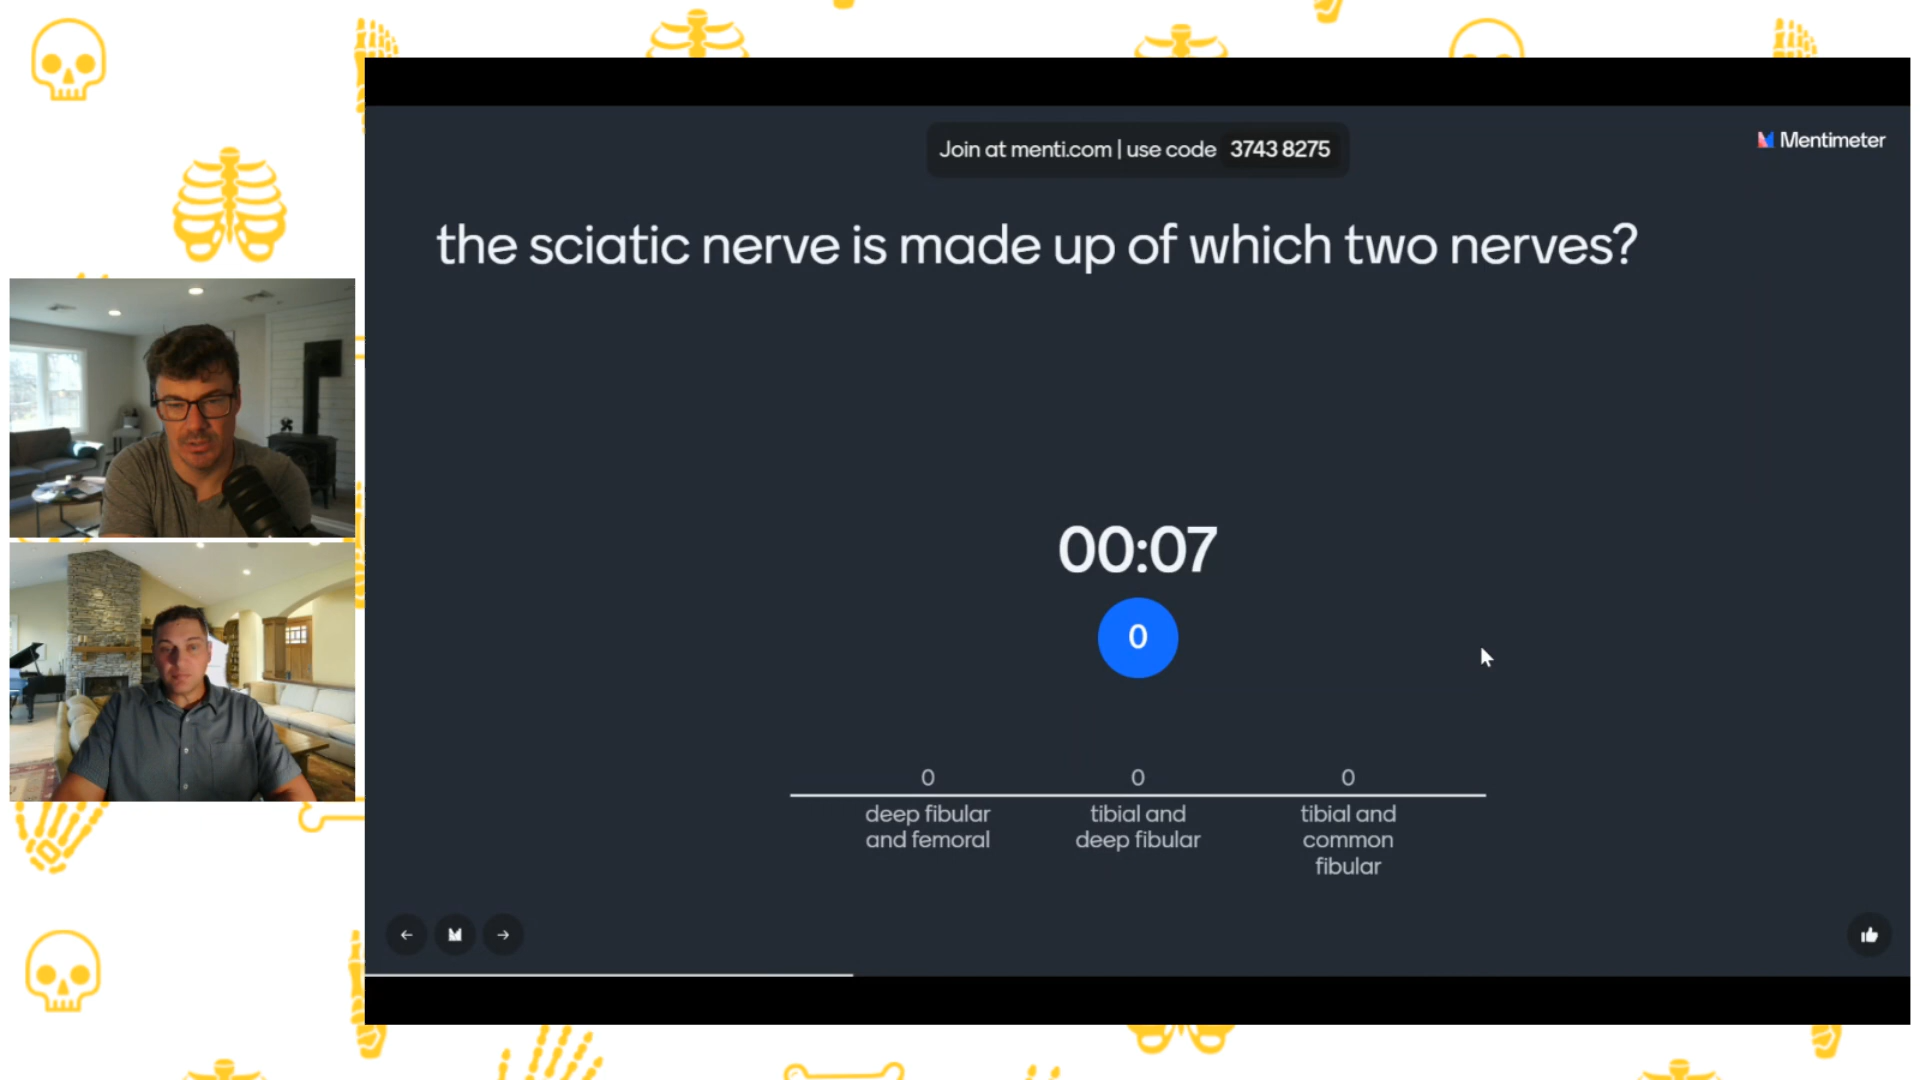 Join at menti.com | use code 3743 8275
Mentimeter
the sciatic nerve is made up of which two nerves?
00:07
0
0
0
0
deep fibular
and femoral
tibial and
deep fibular
tibial and
common
fibular